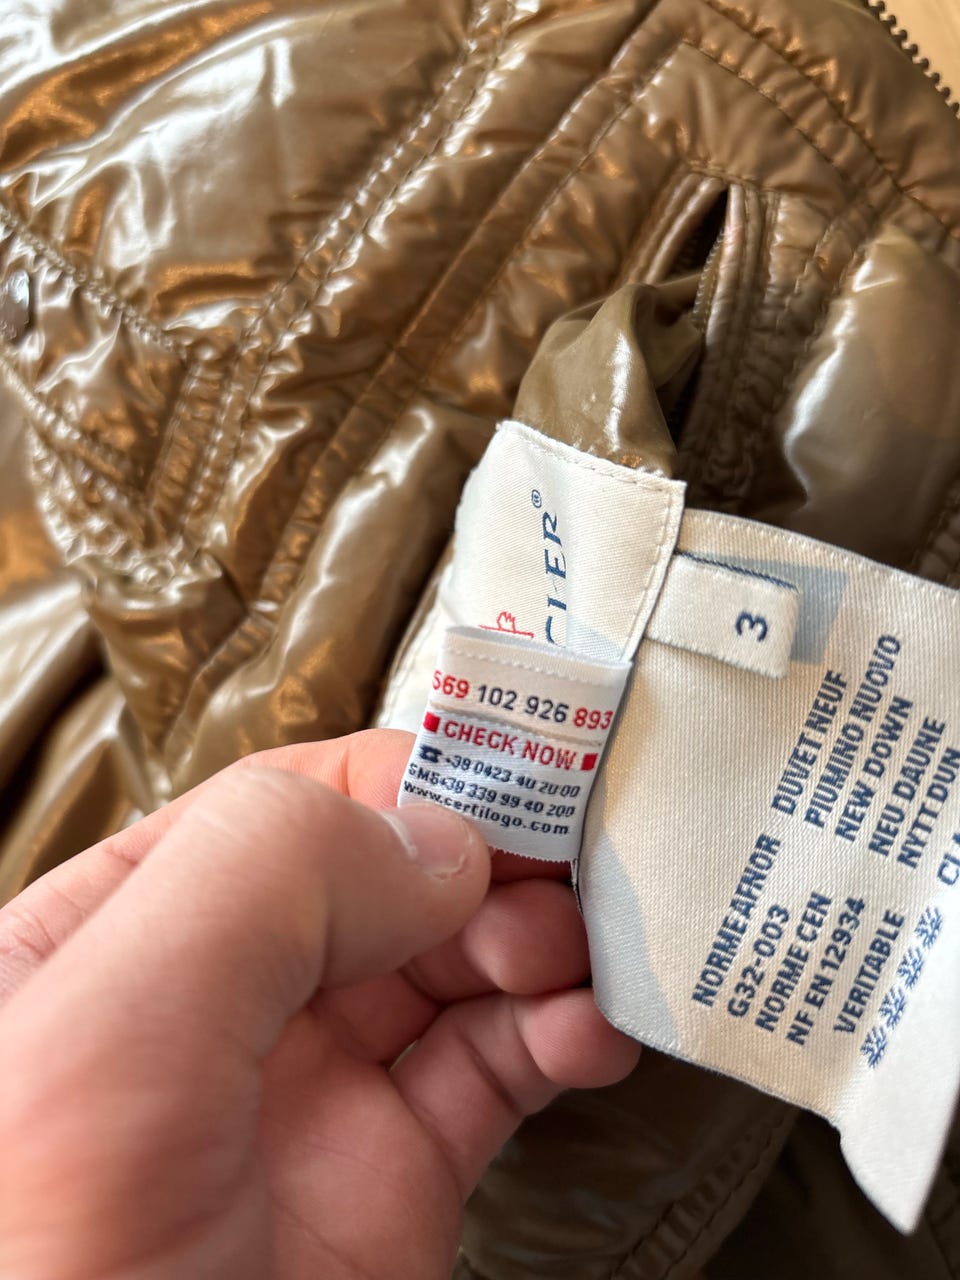 CIER®
3
569 102 926 893
CHECK NOW
+39 0423 40 20 00
SMS+39 339 99 40 200
www.certilogo.com
NORME AFNOR
G32-003
NORME CEN
NF EN 12934
DUVET NEUF
PIUMINO NUOVO
NEW DOWN
NEU DAUNE
NYTT DUN
VERITABLE
CL